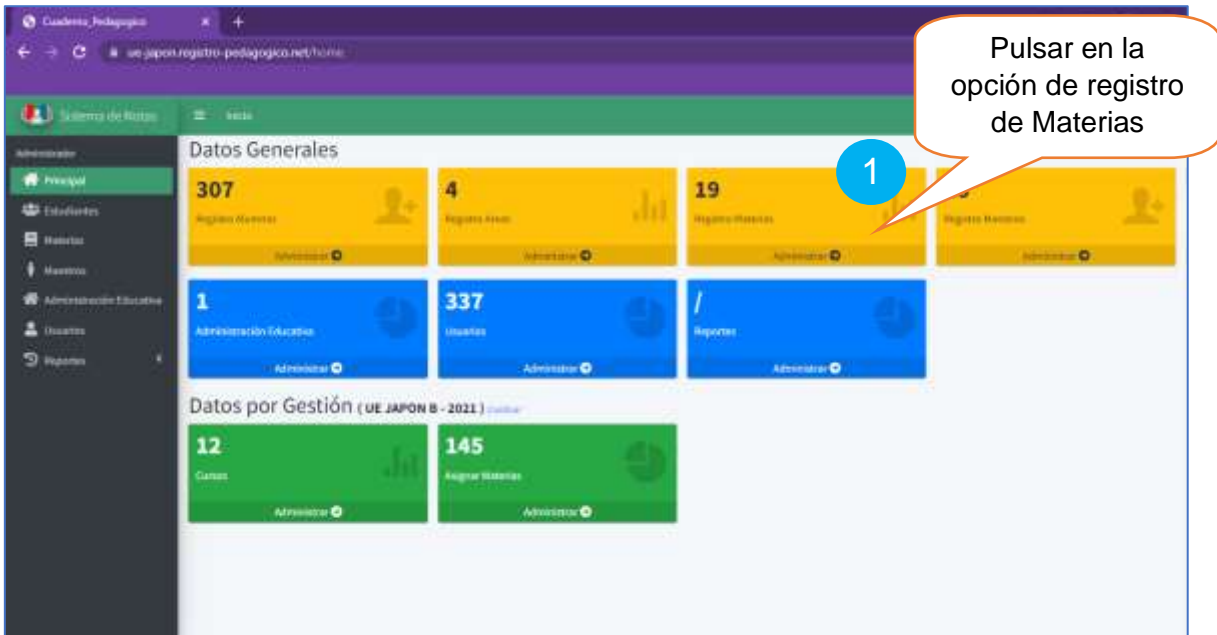 Cuaderno_Pedagogico
ue-japon.registro-pedagogico.net/home
Pulsar en la
opción de registro
de Materias
Sistema de Notas
Inicio
Administrador
Principal
Estudiantes
Materias
Maestros
Administración Educativa
Usuarios
Reportes
Datos Generales
1
307
Registro Alumnos
Administrar
4
Registro Areas
Administrar
19
Registro Materias
Administrar
Registro Maestros
Administrar
1
Administración Educativa
Administrar
337
Usuarios
Administrar
/
Reportes
Administrar
Datos por Gestión ( UE JAPON B - 2021 )
12
Cursos
Administrar
145
Asignar Materias
Administrar